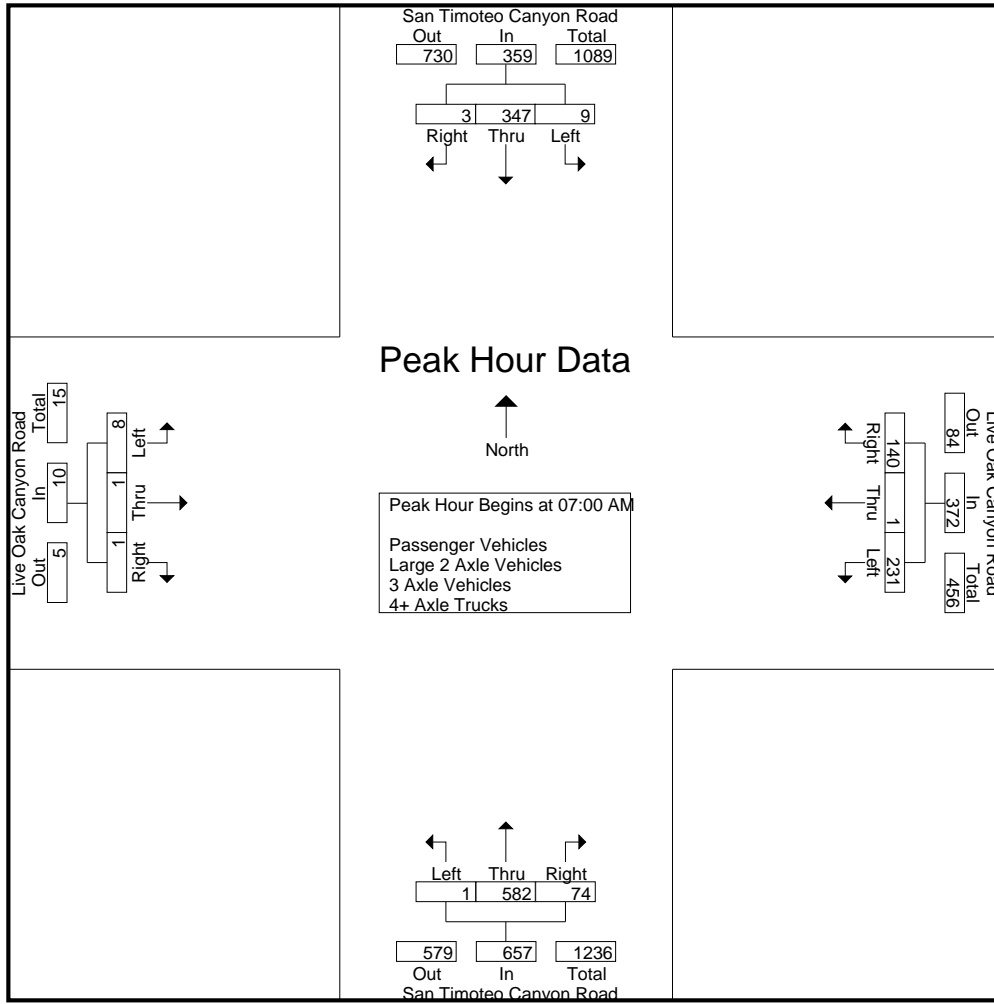 San Timoteo Canyon Road
Out In Total
730 359 1089
3 347 9
Right Thru Left
Peak Hour Data
North
Peak Hour Begins at 07:00 AM
Passenger Vehicles
Large 2 Axle Vehicles
3 Axle Vehicles
4+ Axle Trucks
Live Oak Canyon Road
Out In Total
5 10 15
8 1 1
Left Thru Right
Live Oak Canyon Road
Out In Total
84 372 456
140 1 231
Right Thru Left
Left Thru Right
1 582 74
579 657 1236
Out In Total
San Timoteo Canyon Road